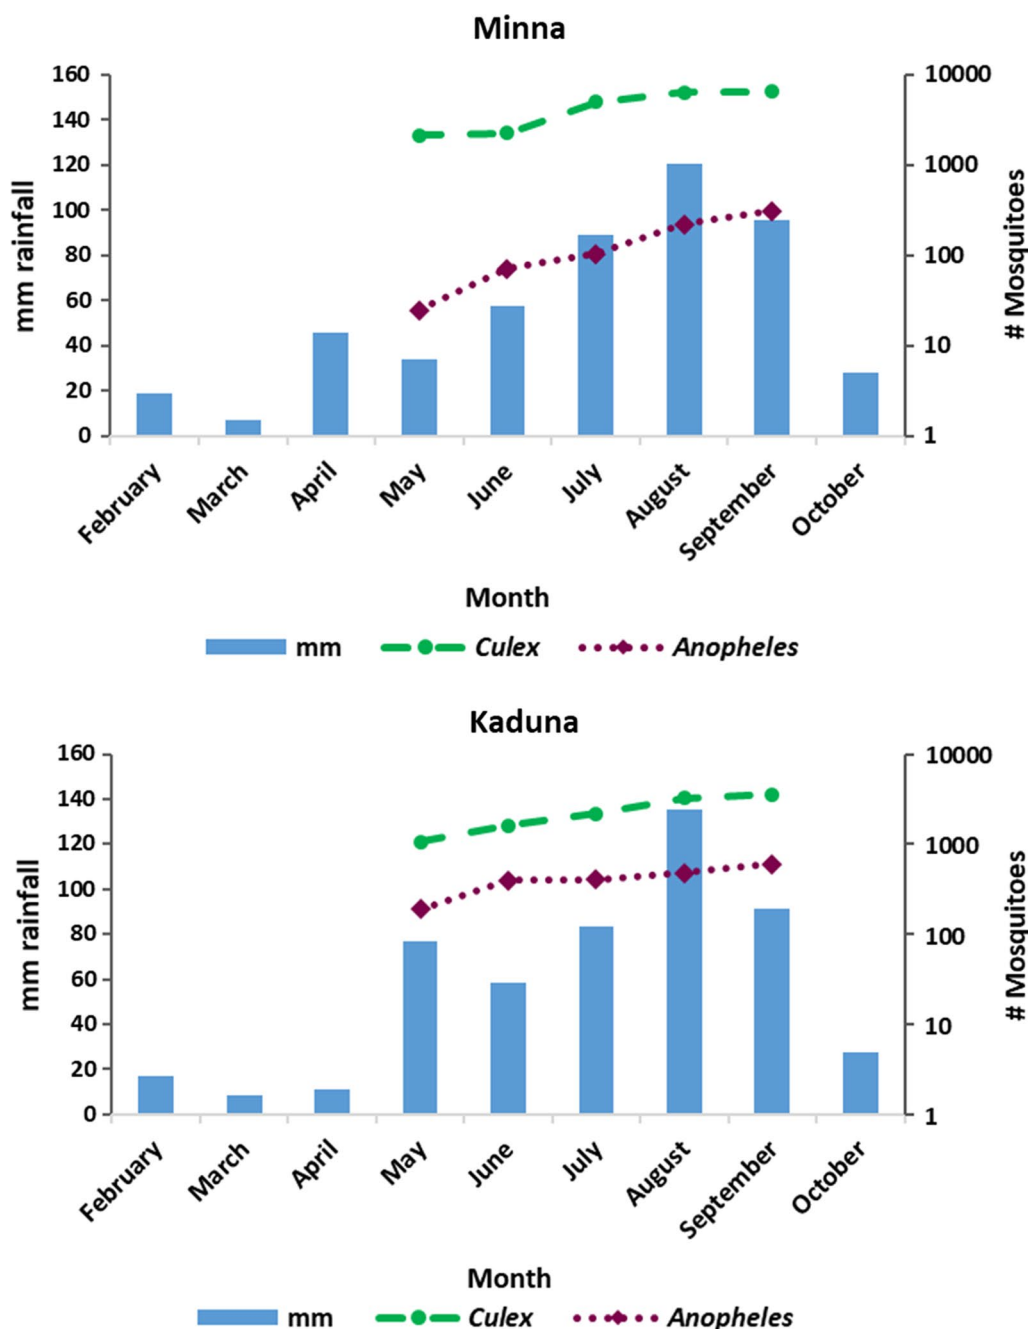 Minna
160
140
120
100
80
60
40
20
0
mm rainfall
10000
1000
100
10
1
# Mosquitoes
February
March
April
May
June
July
August
September
October
Month
mm
Culex
Anopheles
Kaduna
160
140
120
100
80
60
40
20
0
mm rainfall
10000
1000
100
10
1
# Mosquitoes
February
March
April
May
June
July
August
September
October
Month
mm
Culex
Anopheles